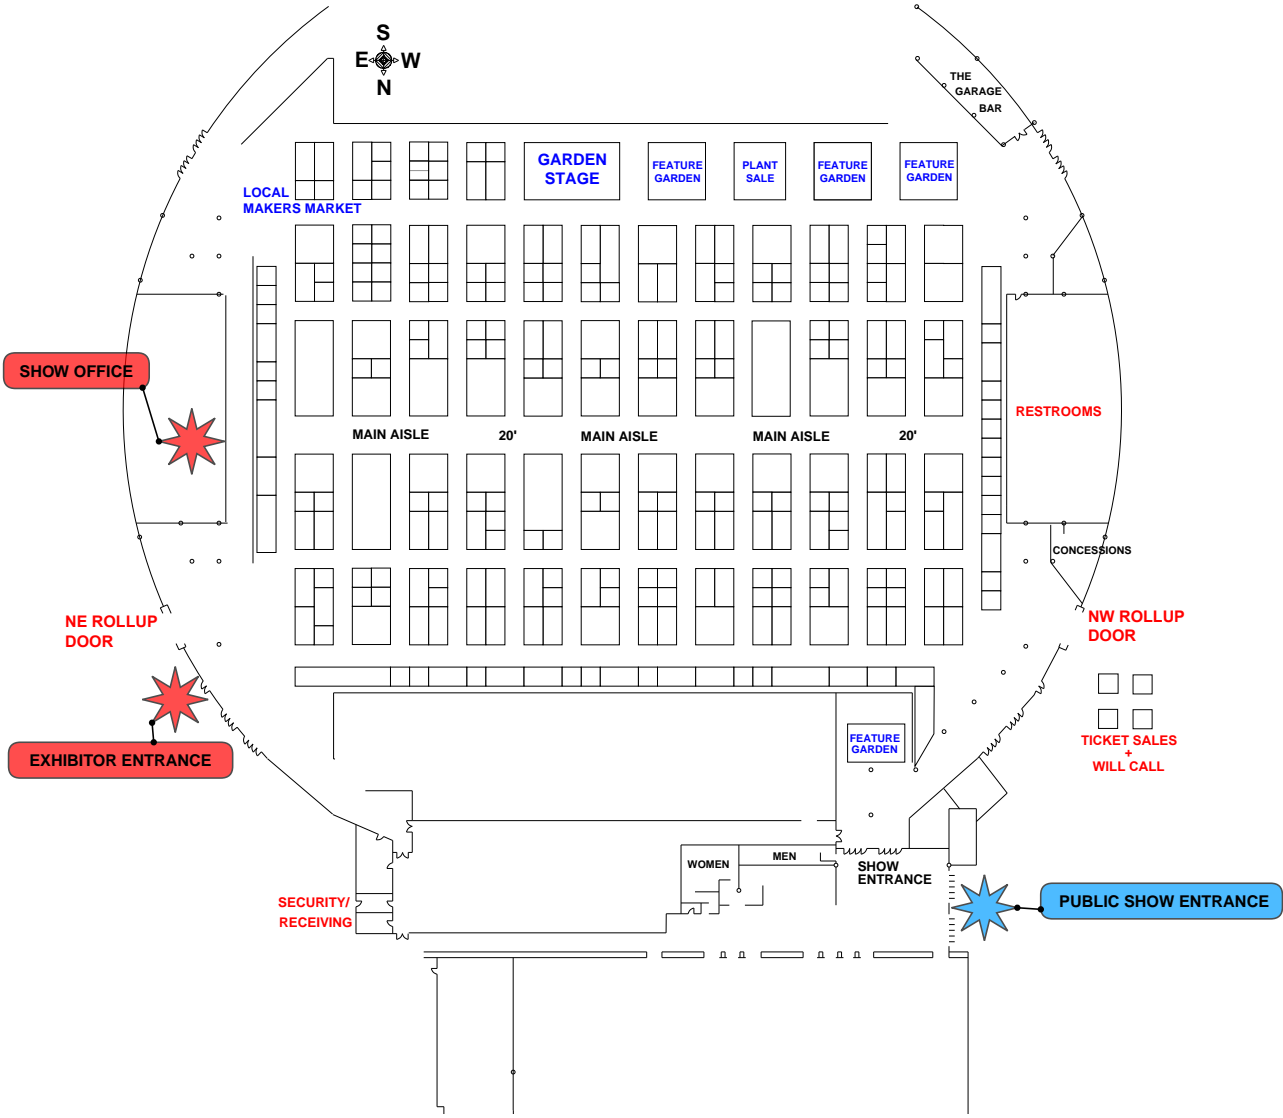 S
E W
N
THE
GARAGE
BAR
GARDEN
STAGE
FEATURE
GARDEN
PLANT
SALE
FEATURE
GARDEN
FEATURE
GARDEN
LOCAL
MAKERS MARKET
SHOW OFFICE
RESTROOMS
MAIN AISLE
20'
MAIN AISLE
MAIN AISLE
20'
CONCESSIONS
NE ROLLUP
DOOR
NW ROLLUP
DOOR
EXHIBITOR ENTRANCE
FEATURE
GARDEN
TICKET SALES
+
WILL CALL
WOMEN
MEN
SHOW
ENTRANCE
SECURITY/
RECEIVING
PUBLIC SHOW ENTRANCE